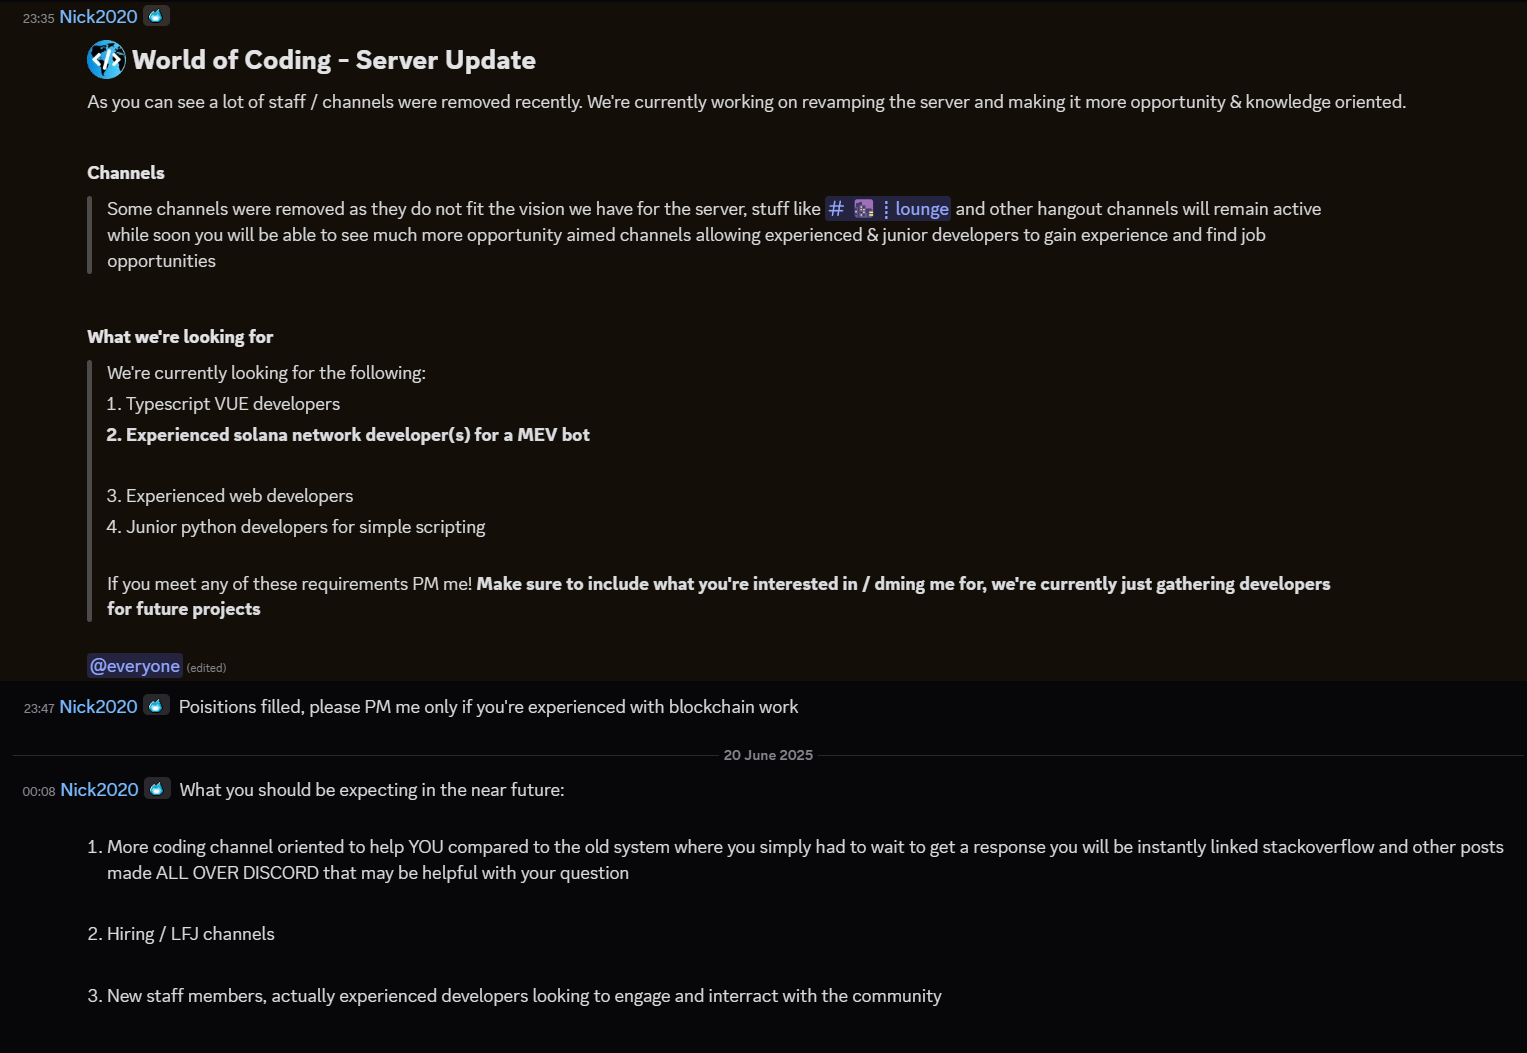 23:35 Nick2020
World of Coding - Server Update
As you can see a lot of staff / channels were removed recently. We're currently working on revamping the server and making it more opportunity & knowledge oriented.
Channels
Some channels were removed as they do not fit the vision we have for the server, stuff like # ⋮ lounge and other hangout channels will remain active
while soon you will be able to see much more opportunity aimed channels allowing experienced & junior developers to gain experience and find job
opportunities
What we're looking for
We're currently looking for the following:
1. Typescript VUE developers
2. Experienced solana network developer(s) for a MEV bot
3. Experienced web developers
4. Junior python developers for simple scripting
If you meet any of these requirements PM me! Make sure to include what you're interested in / dming me for, we're currently just gathering developers
for future projects
@everyone (edited)
23:47 Nick2020 Poisitions filled, please PM me only if you're experienced with blockchain work
20 June 2025
00:08 Nick2020 What you should be expecting in the near future:
1. More coding channel oriented to help YOU compared to the old system where you simply had to wait to get a response you will be instantly linked stackoverflow and other posts
made ALL OVER DISCORD that may be helpful with your question
2. Hiring / LFJ channels
3. New staff members, actually experienced developers looking to engage and interract with the community